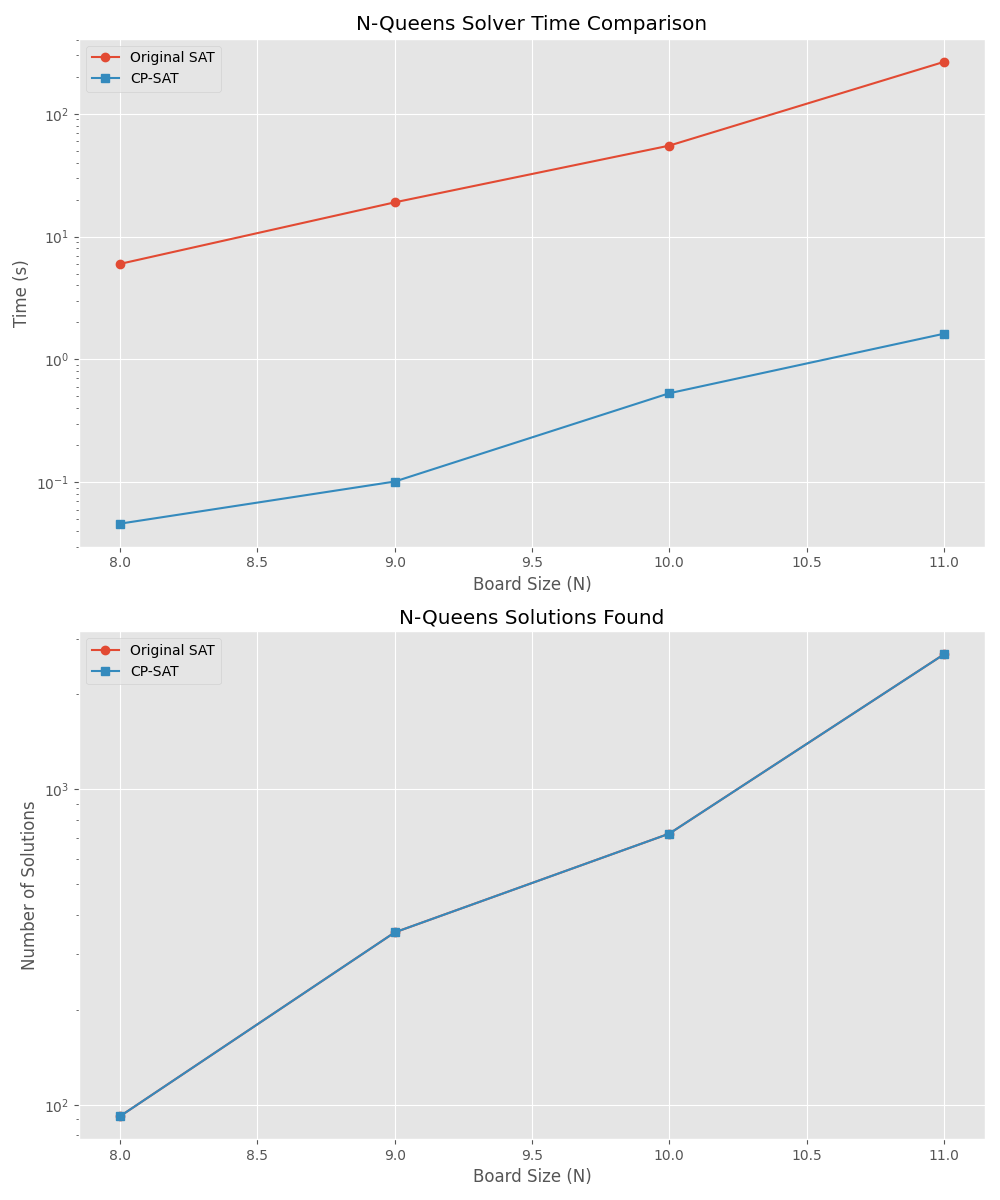 N-Queens Solver Time Comparison
Original SAT
CP-SAT
10²
10¹
10⁰
10⁻¹
Time (s)
8.0 8.5 9.0 9.5 10.0 10.5 11.0
Board Size (N)
N-Queens Solutions Found
Original SAT
CP-SAT
10³
10²
Number of Solutions
8.0 8.5 9.0 9.5 10.0 10.5 11.0
Board Size (N)